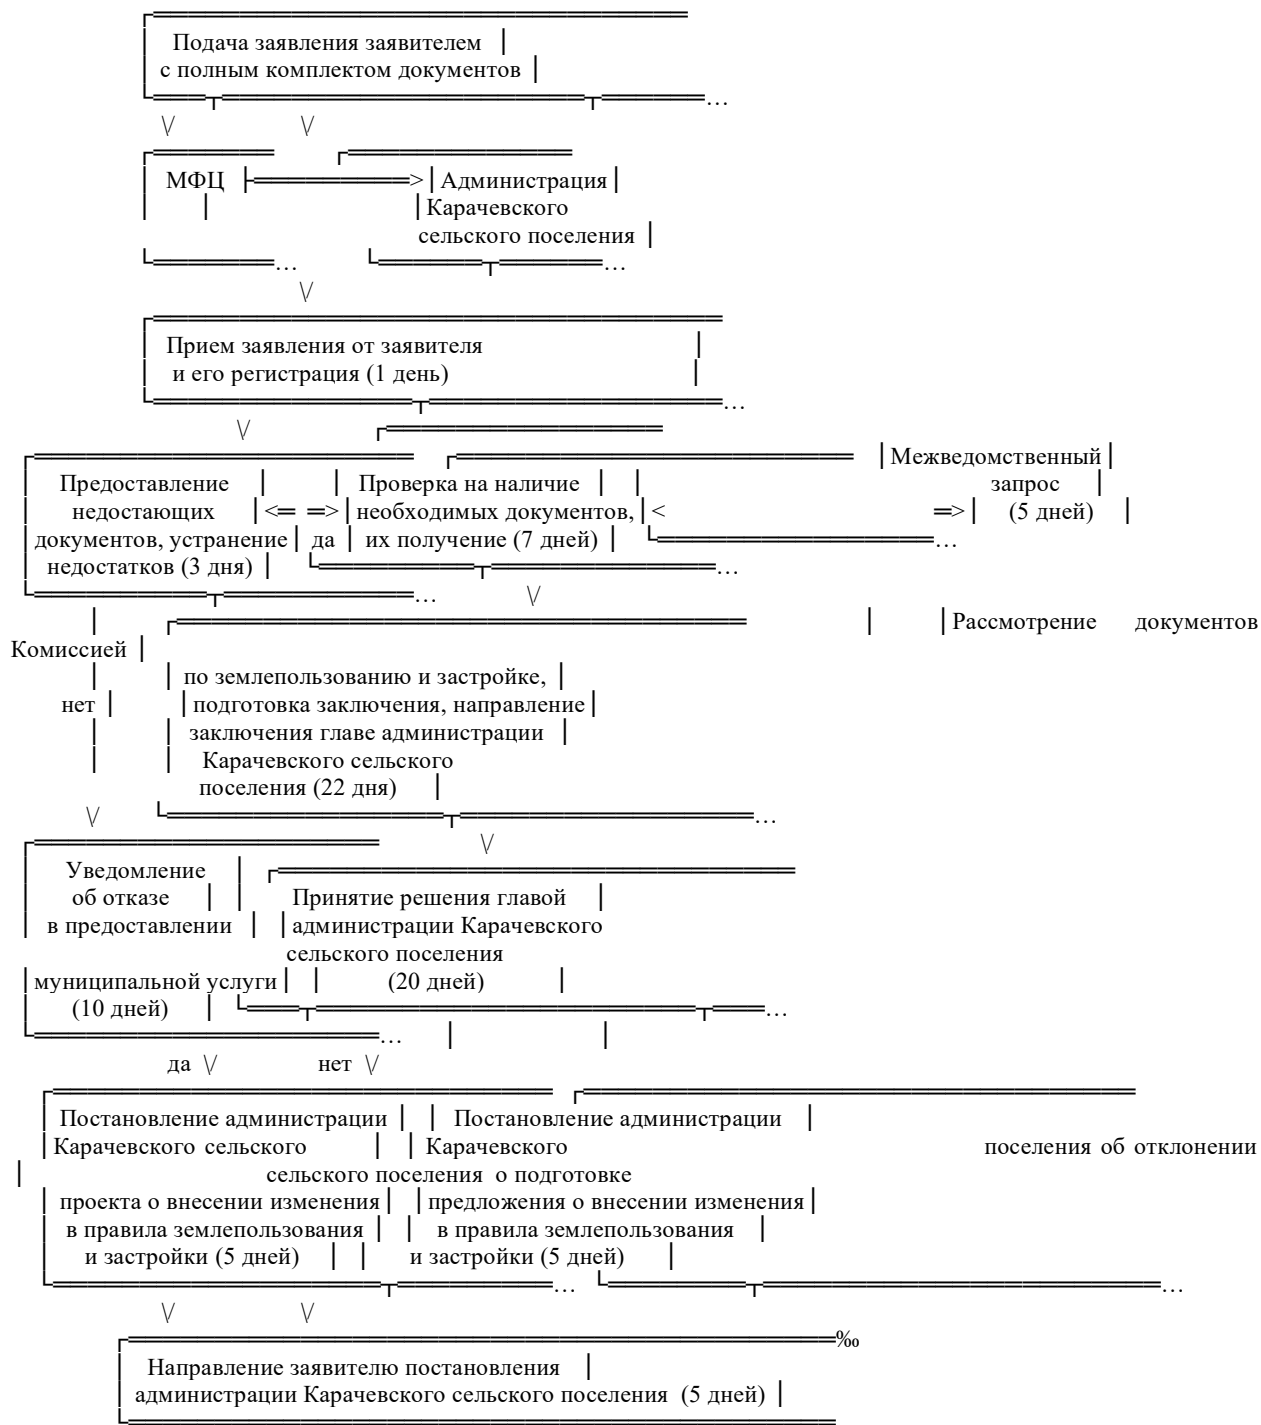 Подача заявления заявителем
с полным комплектом документов
…
МФЦ
=> Администрация
Карачевского
сельского поселения
… …
Прием заявления от заявителя
и его регистрация (1 день)
…
Межведомственный
Предоставление Проверка на наличие запрос
недостающих <= => необходимых документов, < => (5 дней)
документов, устранение да их получение (7 дней) …
недостатков (3 дня) …
…
Рассмотрение документов
Комиссией
по землепользованию и застройке,
нет подготовка заключения, направление
заключения главе администрации
Карачевского сельского
поселения (22 дня)
…
Уведомление
об отказе Принятие решения главой
в предоставлении администрации Карачевского
сельского поселения
муниципальной услуги (20 дней)
(10 дней) …
…
да нет
Постановление администрации Постановление администрации
Карачевского сельского Карачевского поселения об отклонении
сельского поселения о подготовке
проекта о внесении изменения предложения о внесении изменения
в правила землепользования в правила землепользования
и застройки (5 дней) и застройки (5 дней)
… …
‰
Направление заявителю постановления
администрации Карачевского сельского поселения (5 дней)